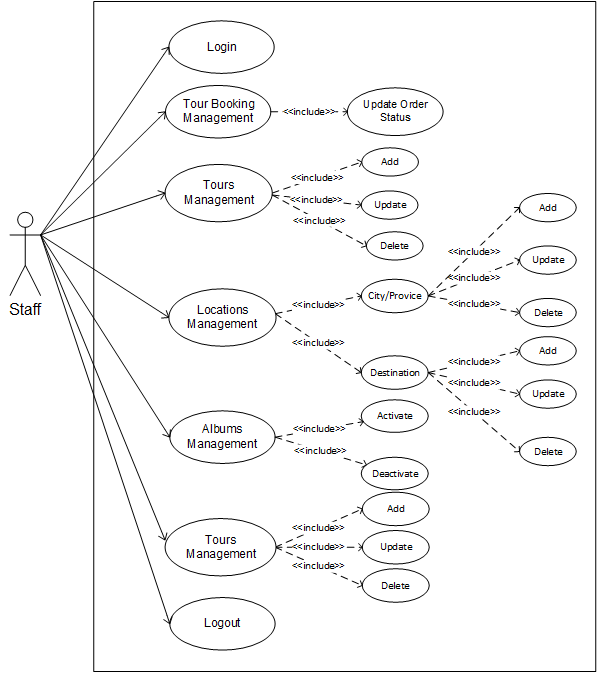 Login
Tour Booking
Management
<<include>>
Update Order
Status
Tours
Management
<<include>>
Add
<<include>>
Update
<<include>>
Delete
Staff
Locations
Management
<<include>>
City/Provice
<<include>>
Add
<<include>>
Update
<<include>>
Delete
<<include>>
Destination
<<include>>
Add
<<include>>
Update
<<include>>
Delete
Albums
Management
<<include>>
Activate
<<include>>
Deactivate
Tours
Management
<<include>>
Add
<<include>>
Update
<<include>>
Delete
Logout